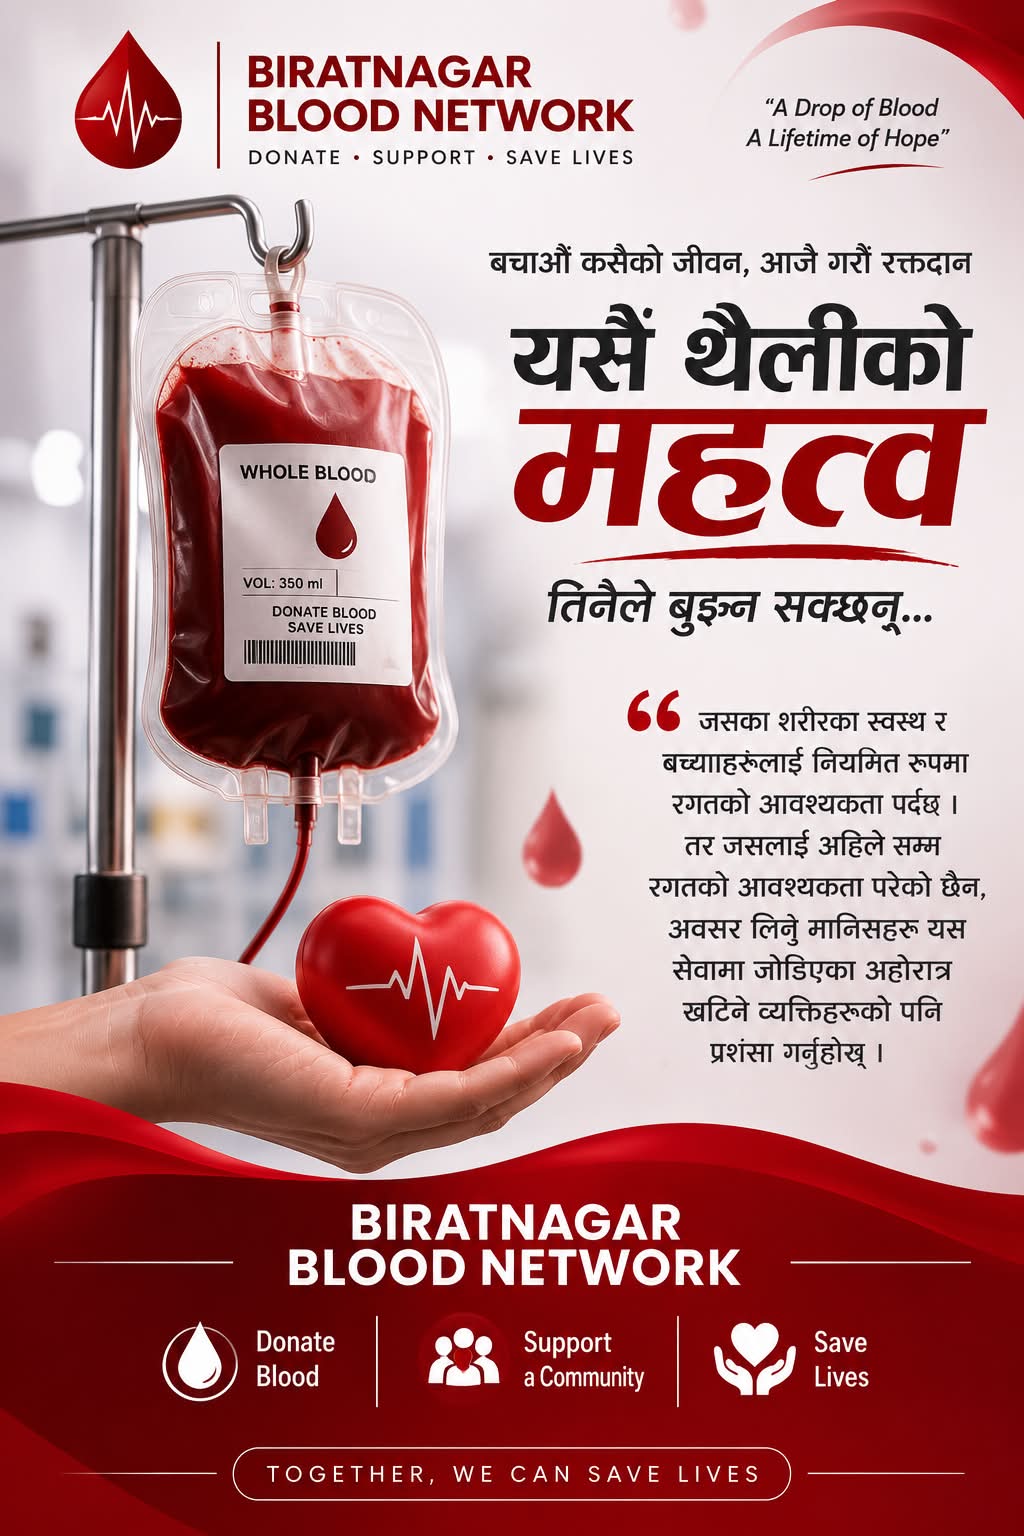 BIRATNAGAR
BLOOD NETWORK
DONATE • SUPPORT • SAVE LIVES
“A Drop of Blood
A Lifetime of Hope”
बचाऔं कसैको जीवन, आजै गरौं रक्तदान
यसैं थैलीको
महत्व
तिनैले बुझ्न सक्छन्...
WHOLE BLOOD
VOL: 350 ml
DONATE BLOOD
SAVE LIVES
“ जसका शरीरका स्वस्थ र
नियमित रुपमा
रगतको आवश्यकता पर्दछ ।
तर जसलाई अहिले सम्म
रगतको आवश्यकता परेको छैन,
अवसर मानिसहरू यस
सेवामा जोडिएका अहोरात्र
खटिने व्यक्तिहरूको पनि
प्रशंसा
BIRATNAGAR
BLOOD NETWORK
Donate
Blood
Support
a Community
Save
Lives
TOGETHER, WE CAN SAVE LIVES